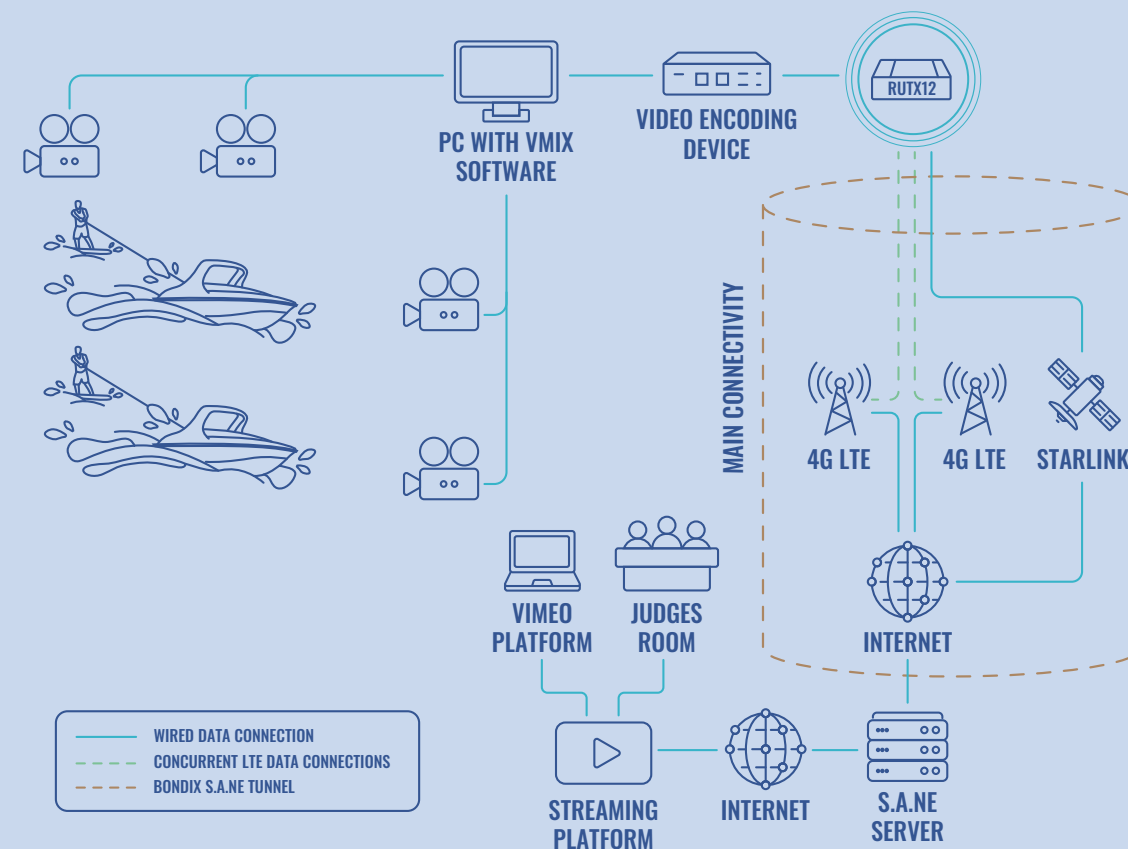 RUTX12
PC WITH VMIX
SOFTWARE
VIDEO ENCODING
DEVICE
MAIN CONNECTIVITY
4G LTE
4G LTE
STARLINK
VIMEO
PLATFORM
JUDGES
ROOM
INTERNET
WIRED DATA CONNECTION
CONCURRENT LTE DATA CONNECTIONS
BONDIX S.A.NE TUNNEL
STREAMING
PLATFORM
INTERNET
S.A.NE
SERVER